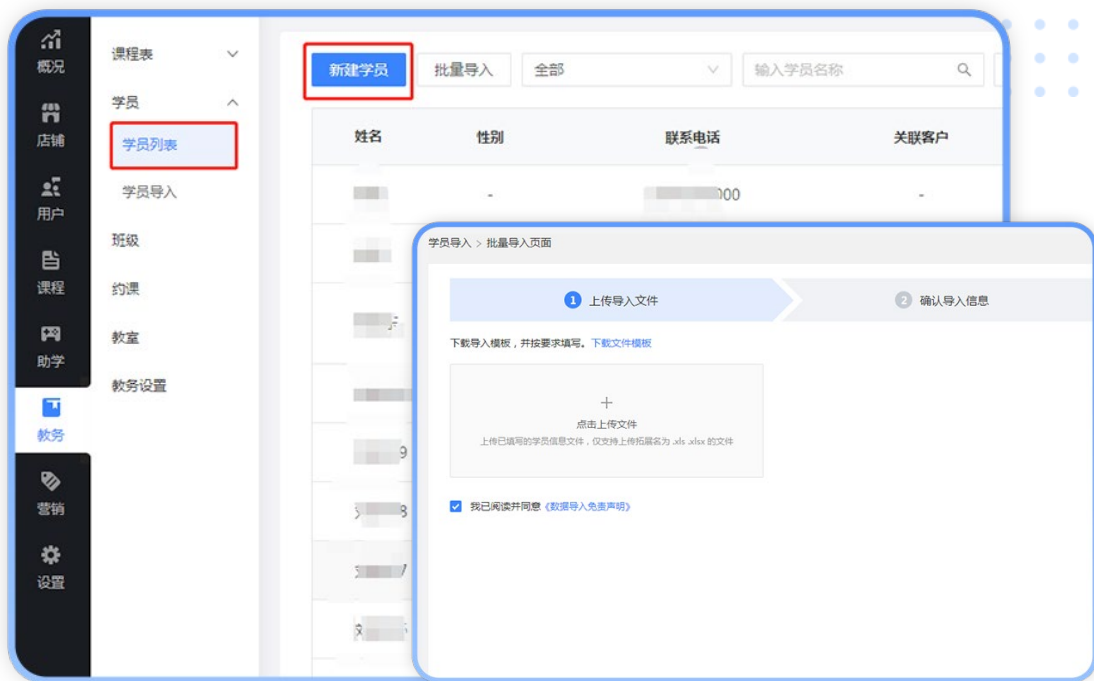 概况
店铺
用户
课程
助学
教务
营销
设置
课程表
学员
学员列表
学员导入
班级
约课
教室
教务设置
新建学员 批量导入 全部 输入学员名称
姓名 性别 联系电话 关联客户
- 000 -
9
8
7
学员导入 > 批量导入页面
1 上传导入文件 2 确认导入信息
下载导入模板，并按要求填写。下载文件模板
点击上传文件
上传已填写的学员信息文件，仅支持上传拓展名为 .xls .xlsx 的文件
我已阅读并同意《数据导入免责声明》